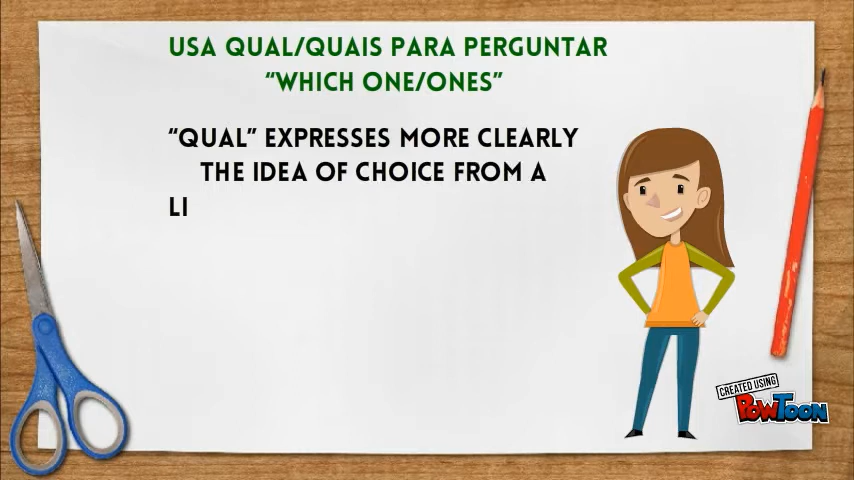 USA QUAL/QUAIS PARA PERGUNTAR
“WHICH ONE/ONES”
“QUAL” EXPRESSES MORE CLEARLY
THE IDEA OF CHOICE FROM A
LI
CREATED USING
POWTOON